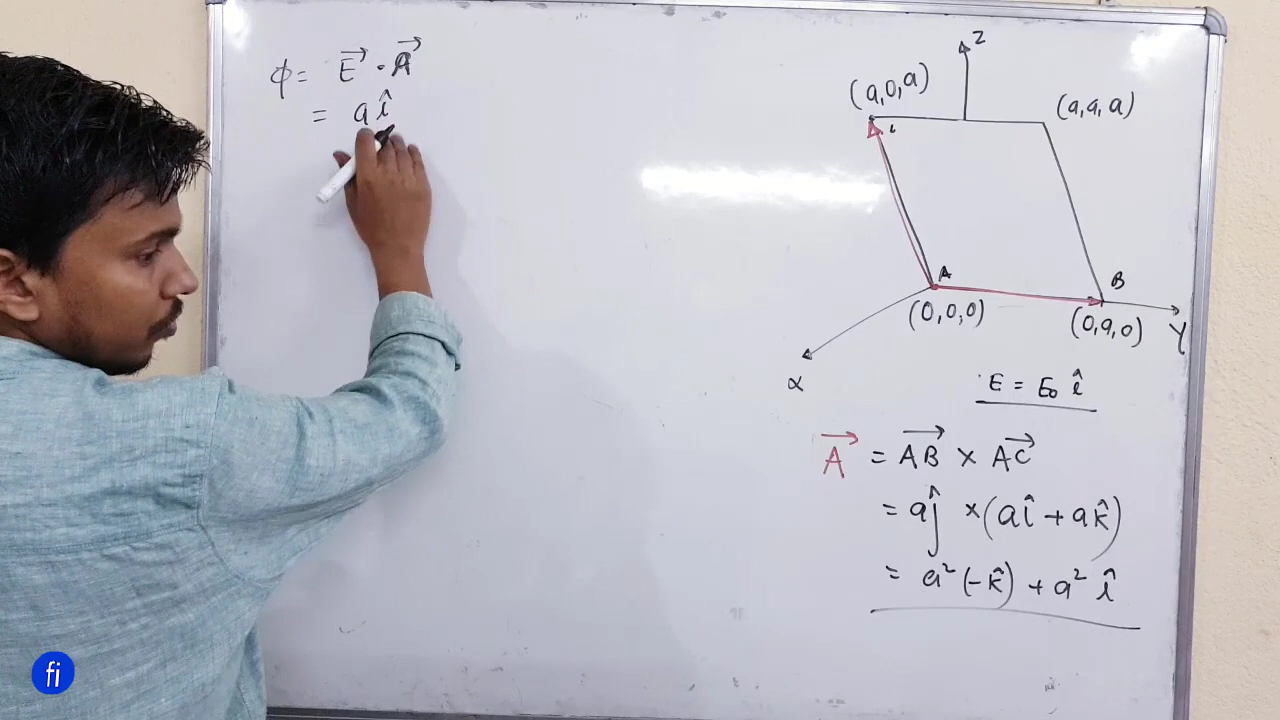 ϕ = E⃗ · A⃗
= a î
Z
(a,0,a)
(a,a,a)
A
B
(0,0,0)
(0,a,0)
Y
x
E = E₀ î
A⃗ = AB⃗ × AC⃗
= aĵ × (aî + ak̂)
= a² (-k̂) + a² î
fi